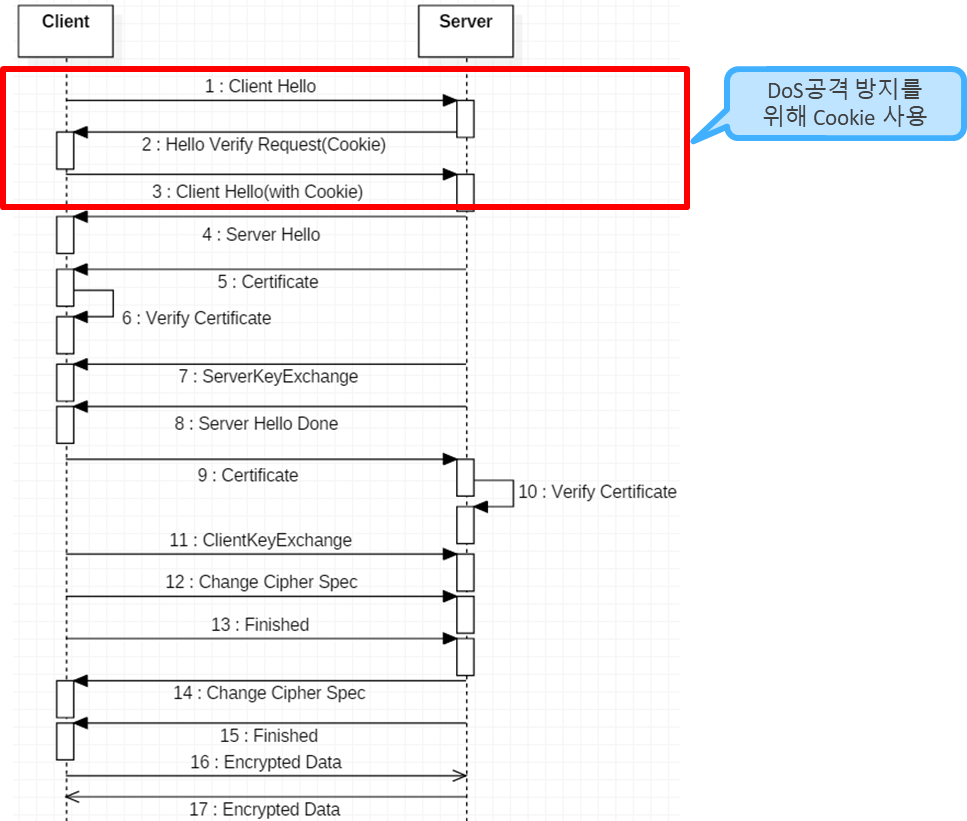 Client
Server
1 : Client Hello
DoS공격 방지를
위해 Cookie 사용
2 : Hello Verify Request(Cookie)
3 : Client Hello(with Cookie)
4 : Server Hello
5 : Certificate
6 : Verify Certificate
7 : ServerKeyExchange
8 : Server Hello Done
9 : Certificate
10 : Verify Certificate
11 : ClientKeyExchange
12 : Change Cipher Spec
13 : Finished
14 : Change Cipher Spec
15 : Finished
16 : Encrypted Data
17 : Encrypted Data